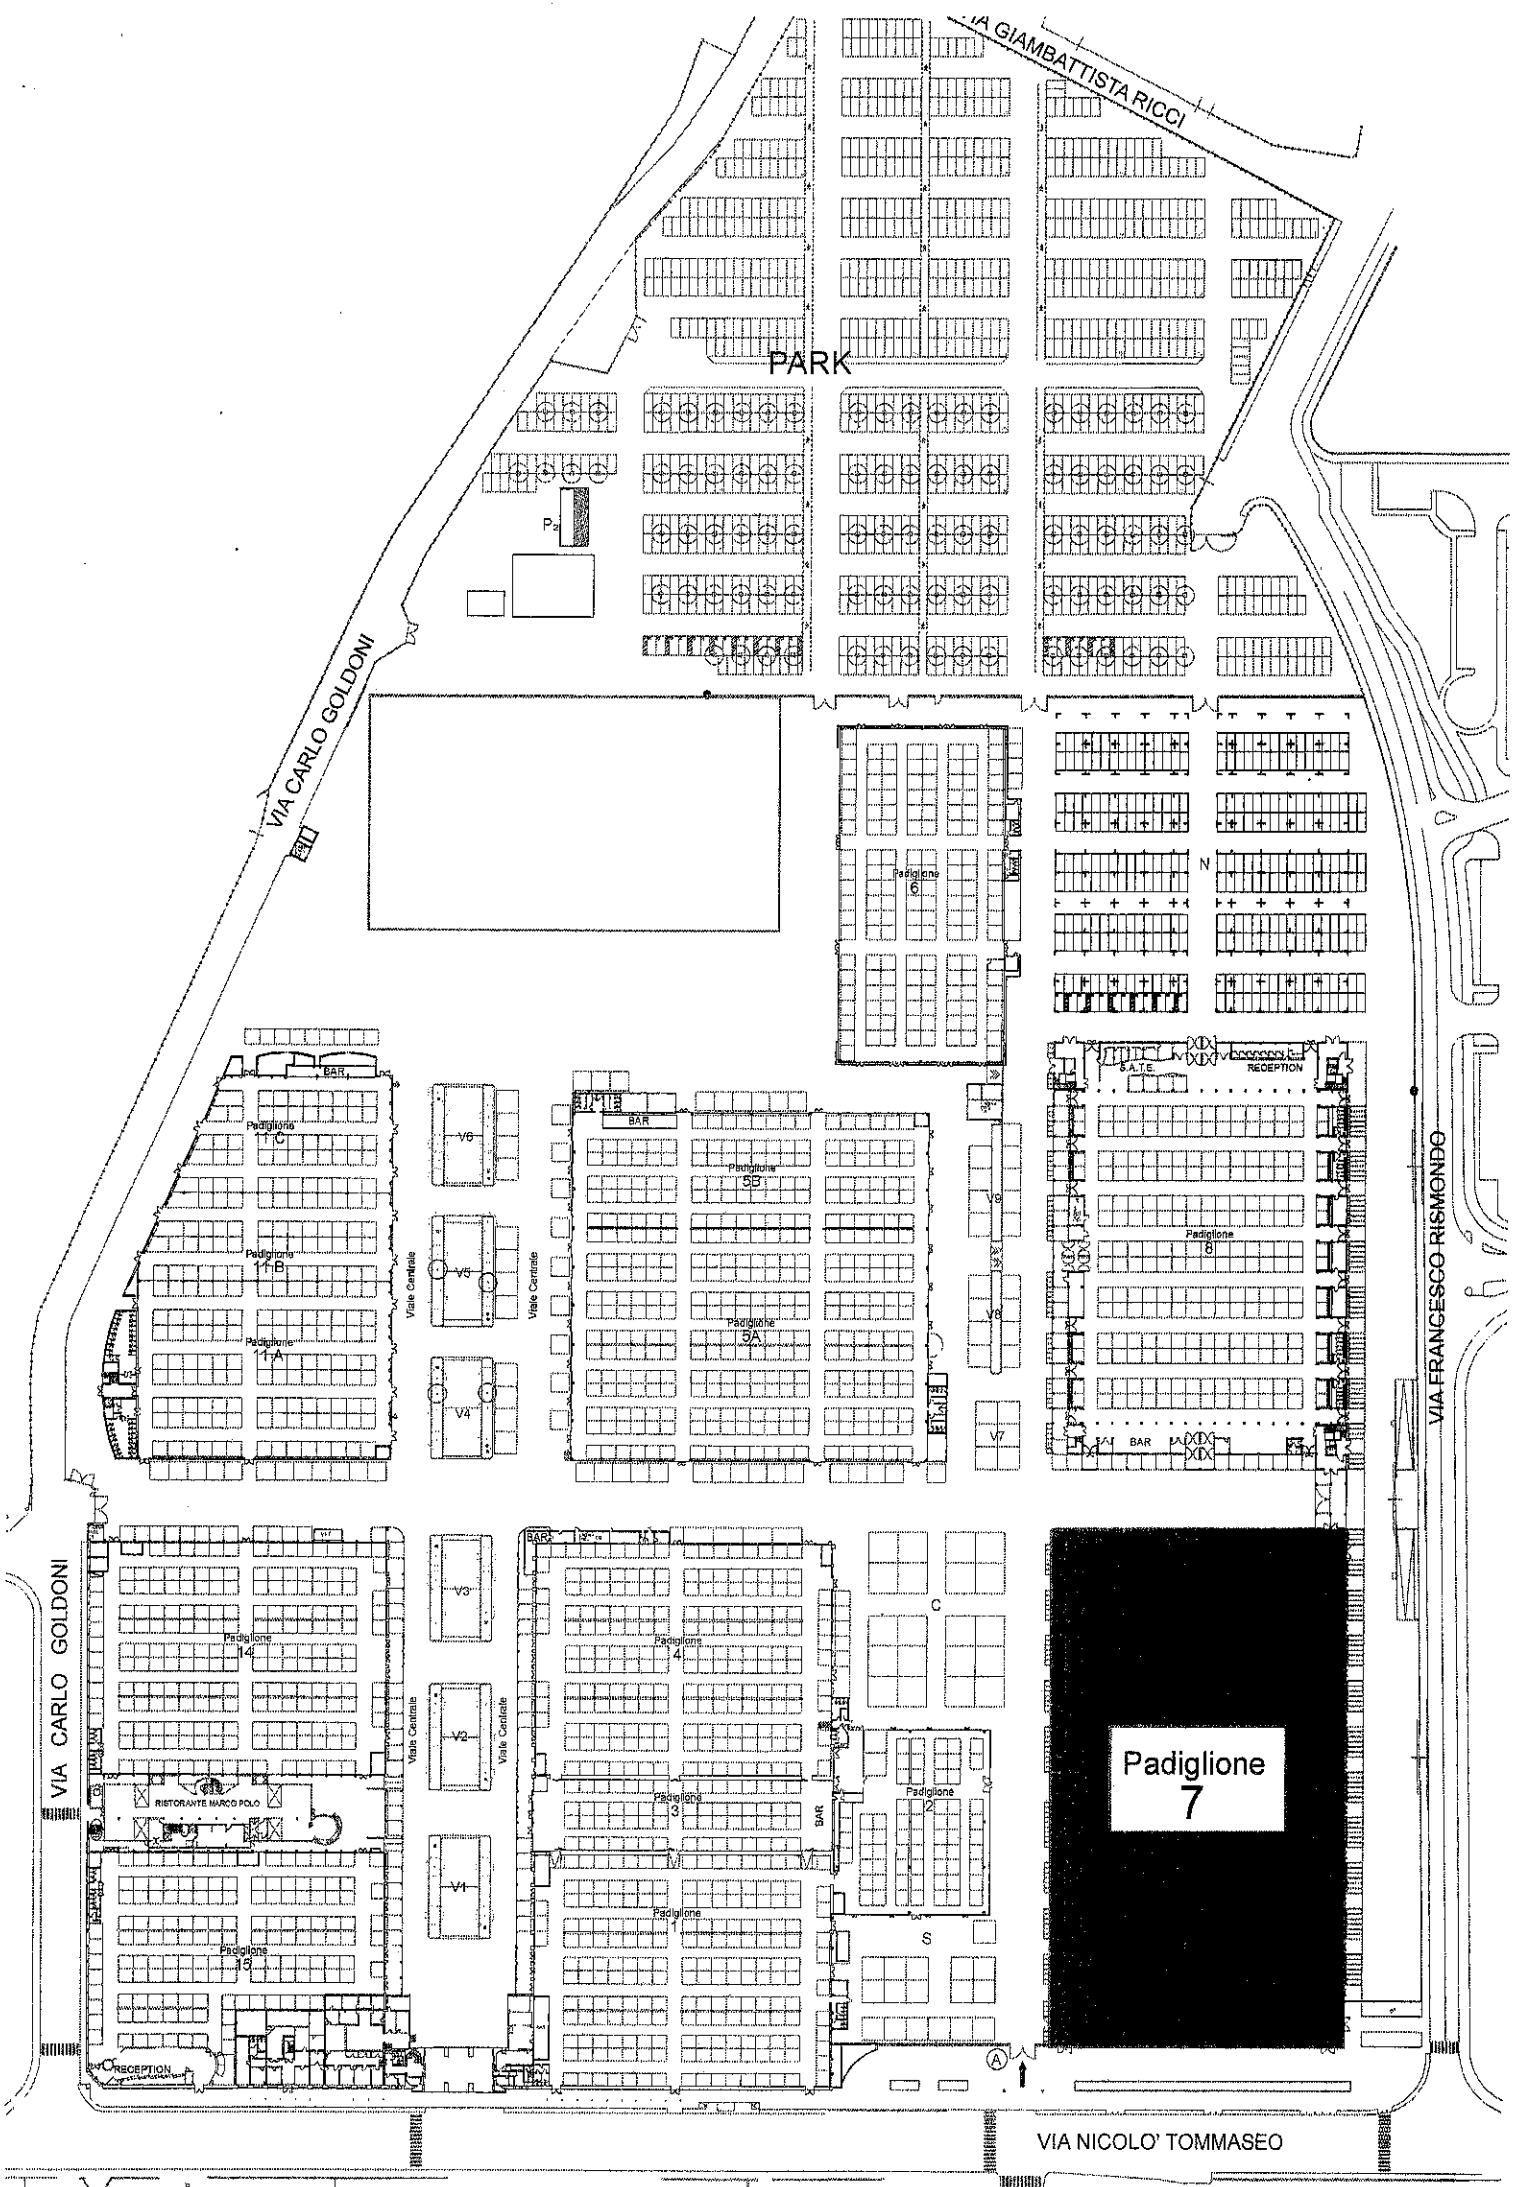 VIA GIAMBATTISTA RICCI
PARK
P2
VIA CARLO GOLDONI
Padiglione
6
N
BAR
S.A.T.E.
RECEPTION
Padiglione
11 C
V6
BAR
Padiglione
5B
V9
Padiglione
8
VIA FRANCESCO RISMONDO
Padiglione
11 B
Viale Centrale
V5
Viale Centrale
Padiglione
11 A
Padiglione
5A
V8
V4
V7
BAR
VIA CARLO GOLDONI
BAR
V3
C
Padiglione
14
Padiglione
4
Viale Centrale
V2
Viale Centrale
RISTORANTE MARCO POLO
Padiglione
3
BAR
Padiglione
2
Padiglione
7
V1
Padiglione
1
S
Padiglione
15
RECEPTION
A
VIA NICOLO' TOMMASEO